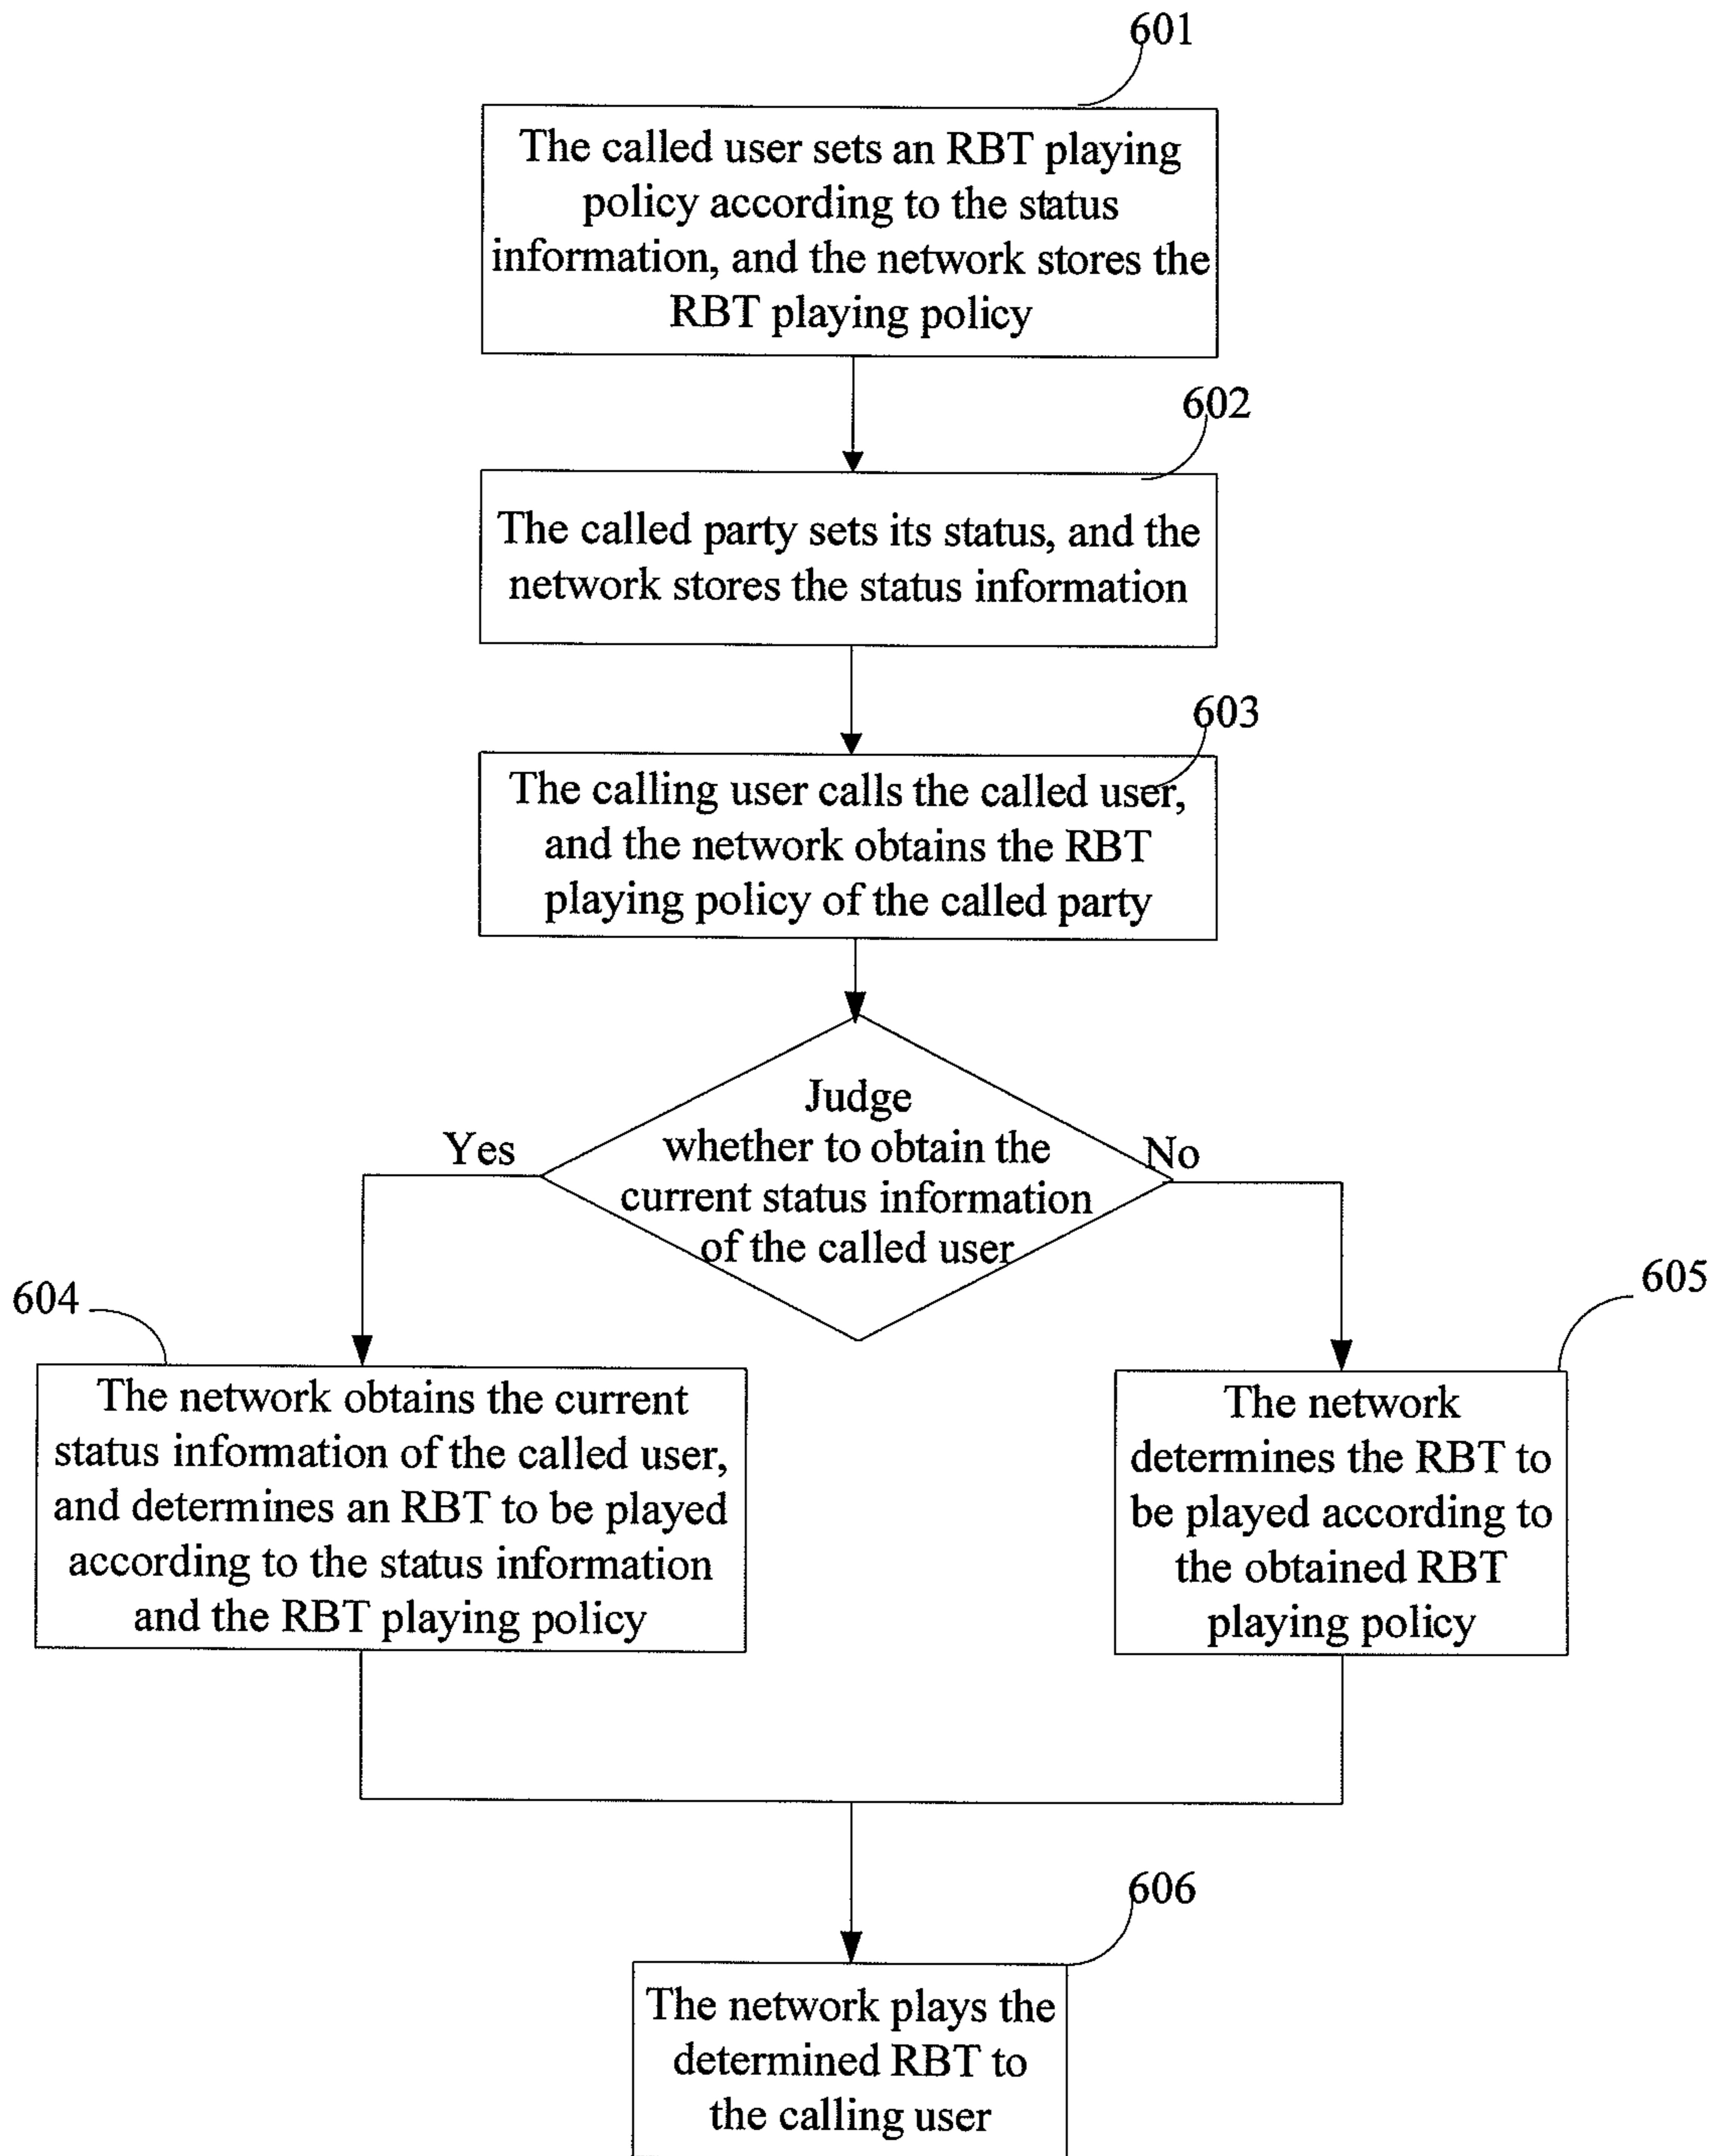 601
The called user sets an RBT playing
policy according to the status
information, and the network stores the
RBT playing policy
602
The called party sets its status, and the
network stores the status information
603
The calling user calls the called user,
and the network obtains the RBT
playing policy of the called party
Judge
whether to obtain the
current status information
of the called user
Yes
No
604
The network obtains the current
status information of the called user,
and determines an RBT to be played
according to the status information
and the RBT playing policy
605
The network
determines the RBT to
be played according to
the obtained RBT
playing policy
606
The network plays the
determined RBT to
the calling user